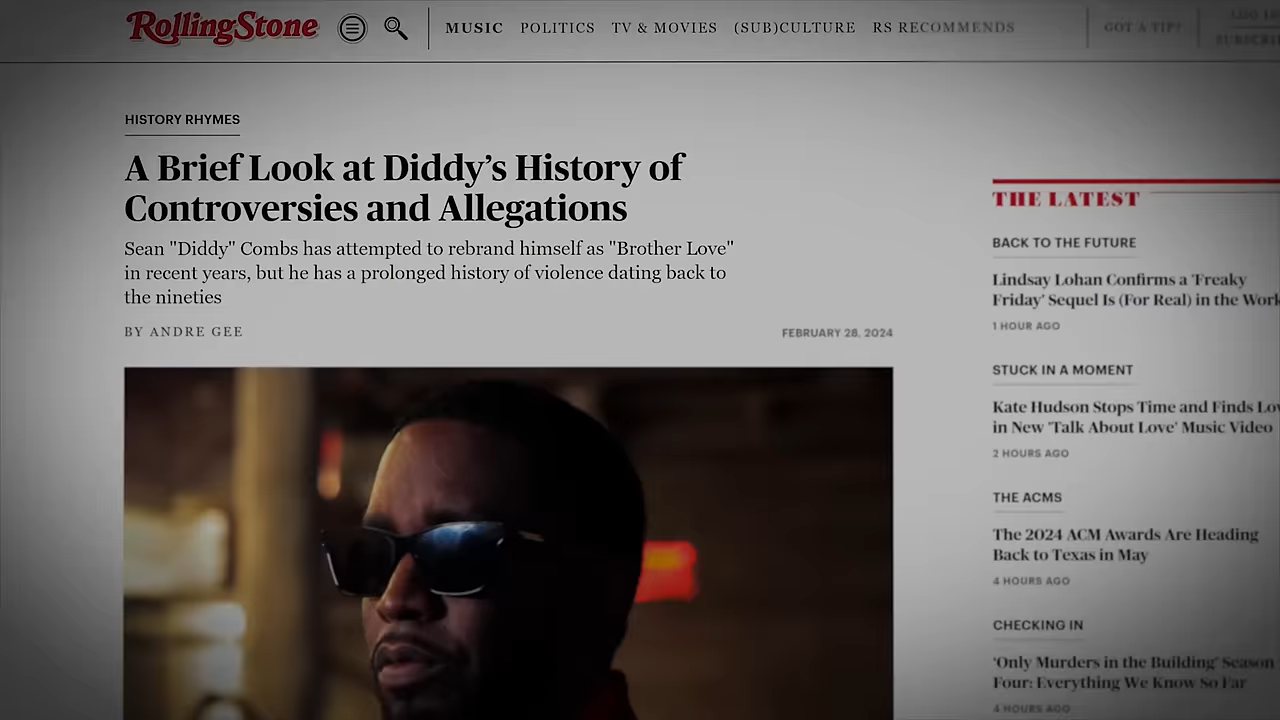 RollingStone
MUSIC POLITICS TV & MOVIES (SUB)CULTURE RS RECOMMENDS
GOT A TIP?
HISTORY RHYMES
A Brief Look at Diddy’s History of
Controversies and Allegations
Sean "Diddy" Combs has attempted to rebrand himself as "Brother Love"
in recent years, but he has a prolonged history of violence dating back to
the nineties
BY ANDRE GEE
FEBRUARY 28, 2024
THE LATEST
BACK TO THE FUTURE
Lindsay Lohan Confirms a ‘Freaky
Friday’ Sequel Is (For Real) in the Work
1 HOUR AGO
STUCK IN A MOMENT
Kate Hudson Stops Time and Finds Lov
in New ‘Talk About Love’ Music Video
2 HOURS AGO
THE ACMS
The 2024 ACM Awards Are Heading
Back to Texas in May
4 HOURS AGO
CHECKING IN
‘Only Murders in the Building’ Season
Four: Everything We Know So Far
4 HOURS AGO